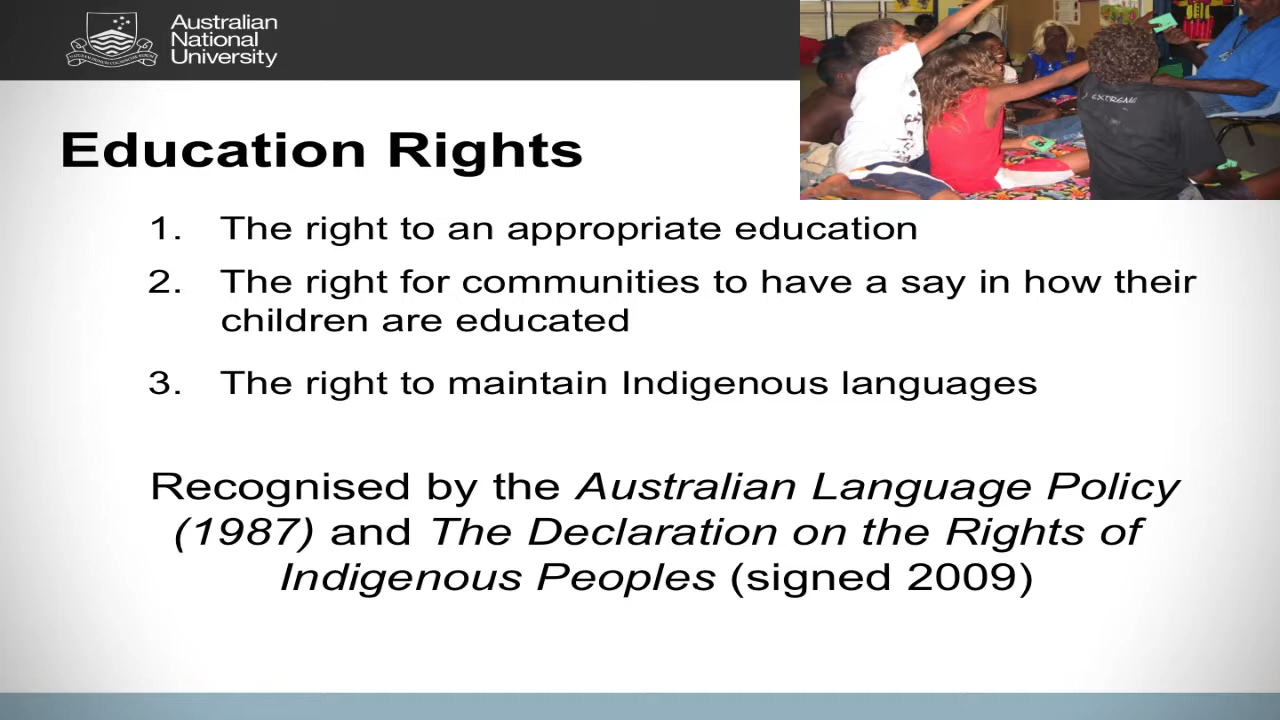 Australian
National
University
Education Rights
1. The right to an appropriate education
2. The right for communities to have a say in how their
children are educated
3. The right to maintain Indigenous languages
Recognised by the Australian Language Policy
(1987) and The Declaration on the Rights of
Indigenous Peoples (signed 2009)
EXTREME